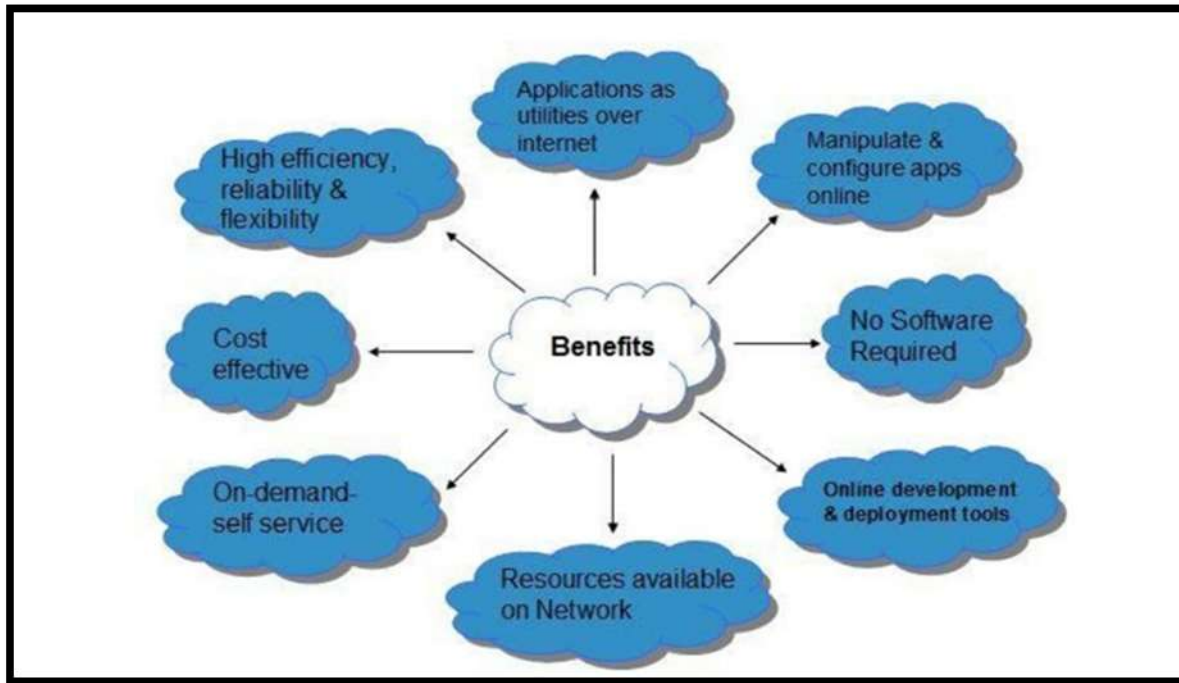 Applications as
utilities over
internet
Manipulate &
configure apps
online
High efficiency,
reliability &
flexibility
Benefits
No Software
Required
Cost
effective
Online development
& deployment tools
On-demand-
self service
Resources available
on Network